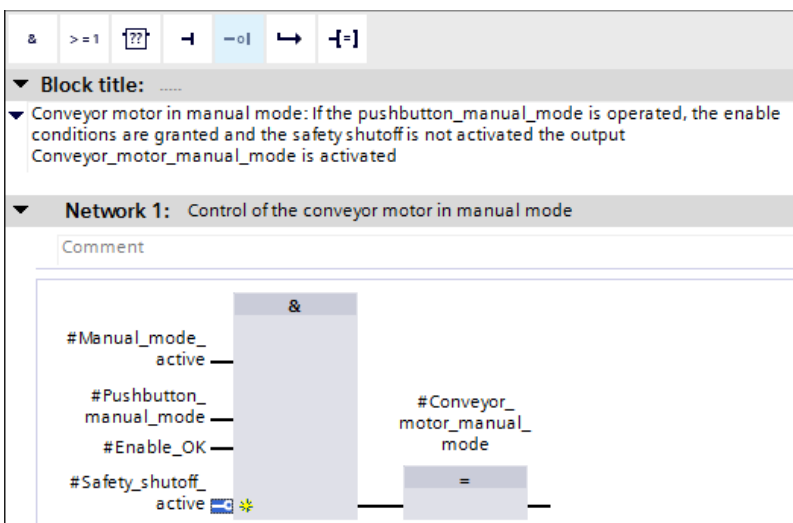 & >=1 ??
Block title: .....
Conveyor motor in manual mode: If the pushbutton_manual_mode is operated, the enable
conditions are granted and the safety shutoff is not activated the output
Conveyor_motor_manual_mode is activated
Network 1: Control of the conveyor motor in manual mode
Comment
&
#Manual_mode_
active
#Pushbutton_
manual_mode
#Enable_OK
#Safety_shutoff_
active
#Conveyor_
motor_manual_
mode
=